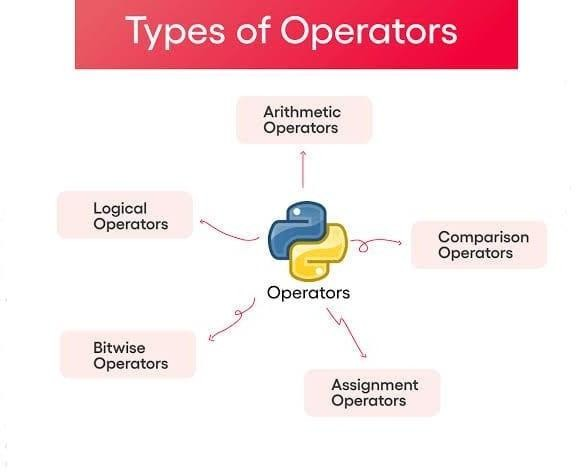 Types of Operators
Arithmetic
Operators
Logical
Operators
Comparison
Operators
Operators
Bitwise
Operators
Assignment
Operators